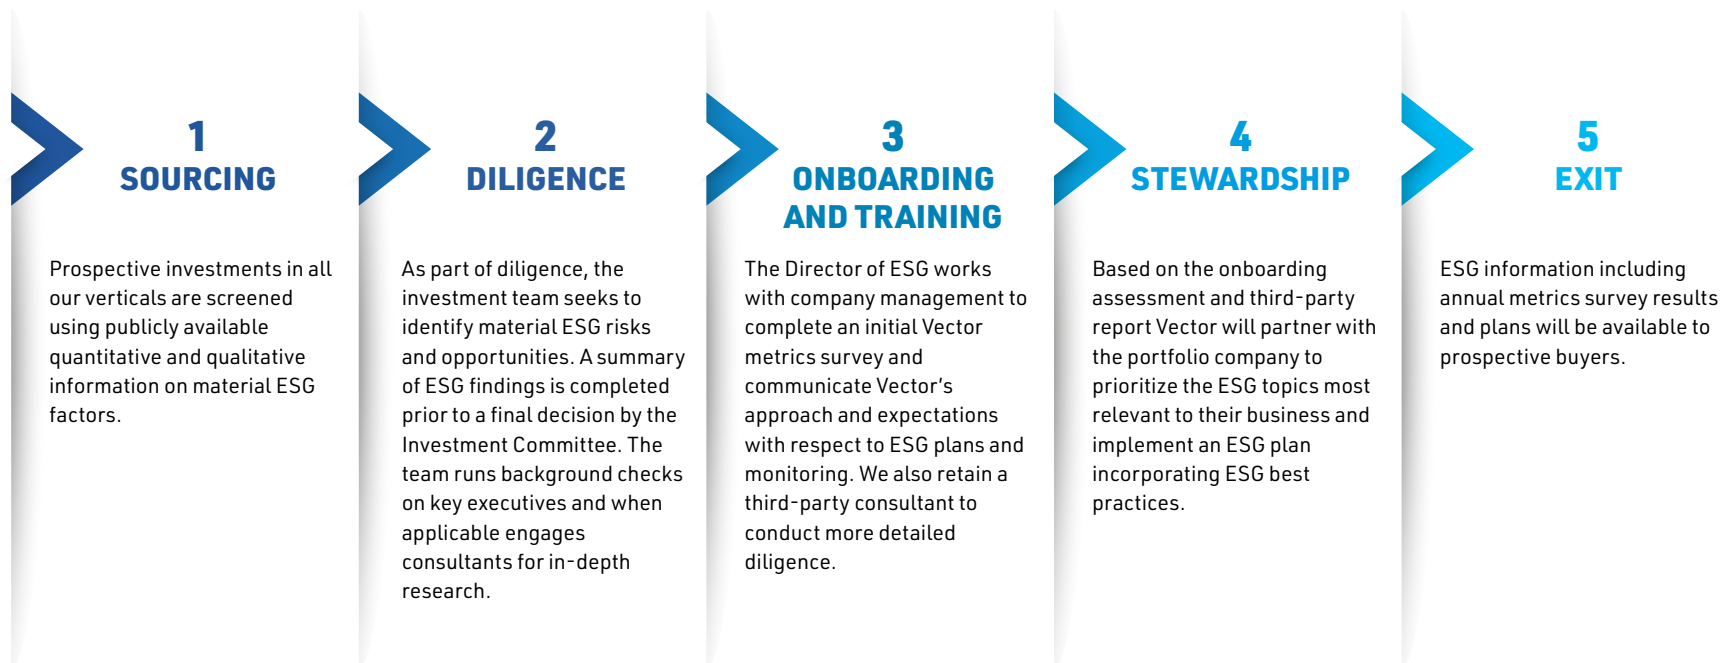 1
SOURCING
Prospective investments in all
our verticals are screened
using publicly available
quantitative and qualitative
information on material ESG
factors.
2
DILIGENCE
As part of diligence, the
investment team seeks to
identify material ESG risks
and opportunities. A summary
of ESG findings is completed
prior to a final decision by the
Investment Committee. The
team runs background checks
on key executives and when
applicable engages
consultants for in-depth
research.
3
ONBOARDING
AND TRAINING
The Director of ESG works
with company management to
complete an initial Vector
metrics survey and
communicate Vector's
approach and expectations
with respect to ESG plans and
monitoring. We also retain a
third-party consultant to
conduct more detailed
diligence.
4
STEWARDSHIP
Based on the onboarding
assessment and third-party
report Vector will partner with
the portfolio company to
prioritize the ESG topics most
relevant to their business and
implement an ESG plan
incorporating ESG best
practices.
5
EXIT
ESG information including
annual metrics survey results
and plans will be available to
prospective buyers.